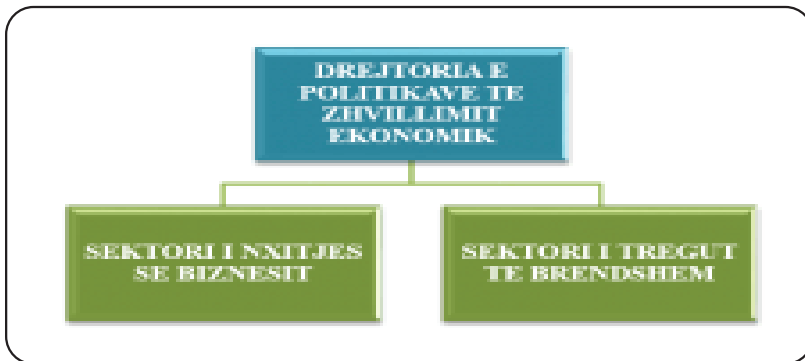 DREJTORIA E
POLITIKAVE TE
ZHVILLIMIT
EKONOMIK
SEKTORI I NXITJES
SE BIZNESIT
SEKTORI I TREGUT
TE BRENDSHEM